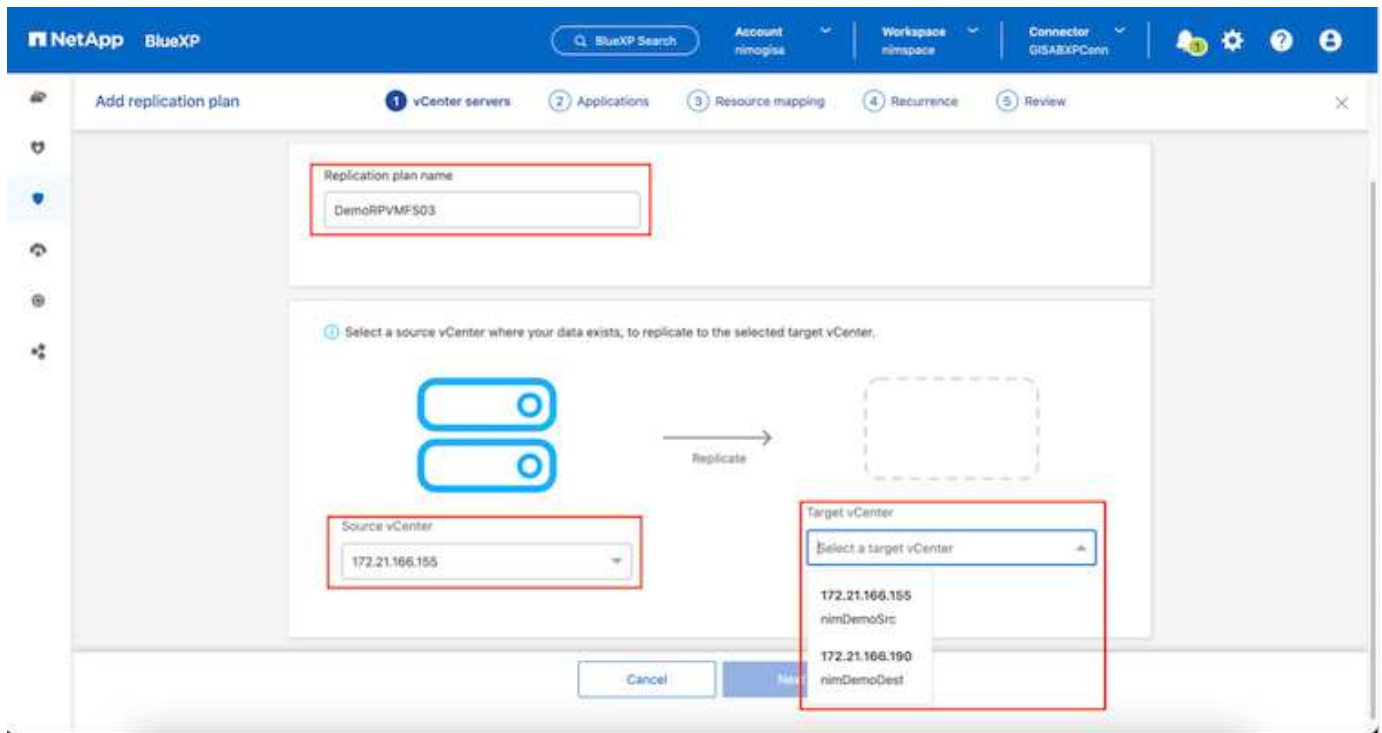 NetApp BlueXP
BlueXP Search
Account
nimogisa
Workspace
nimspace
Connector
GISABXPConn
1
Add replication plan
1 vCenter servers
2 Applications
3 Resource mapping
4 Recurrence
5 Review
Replication plan name
DemoRPVMFS03
Select a source vCenter where your data exists, to replicate to the selected target vCenter.
Replicate
Source vCenter
172.21.166.155
Target vCenter
Select a target vCenter
172.21.166.155
nimDemoSrc
172.21.166.190
nimDemoDest
Cancel
Next